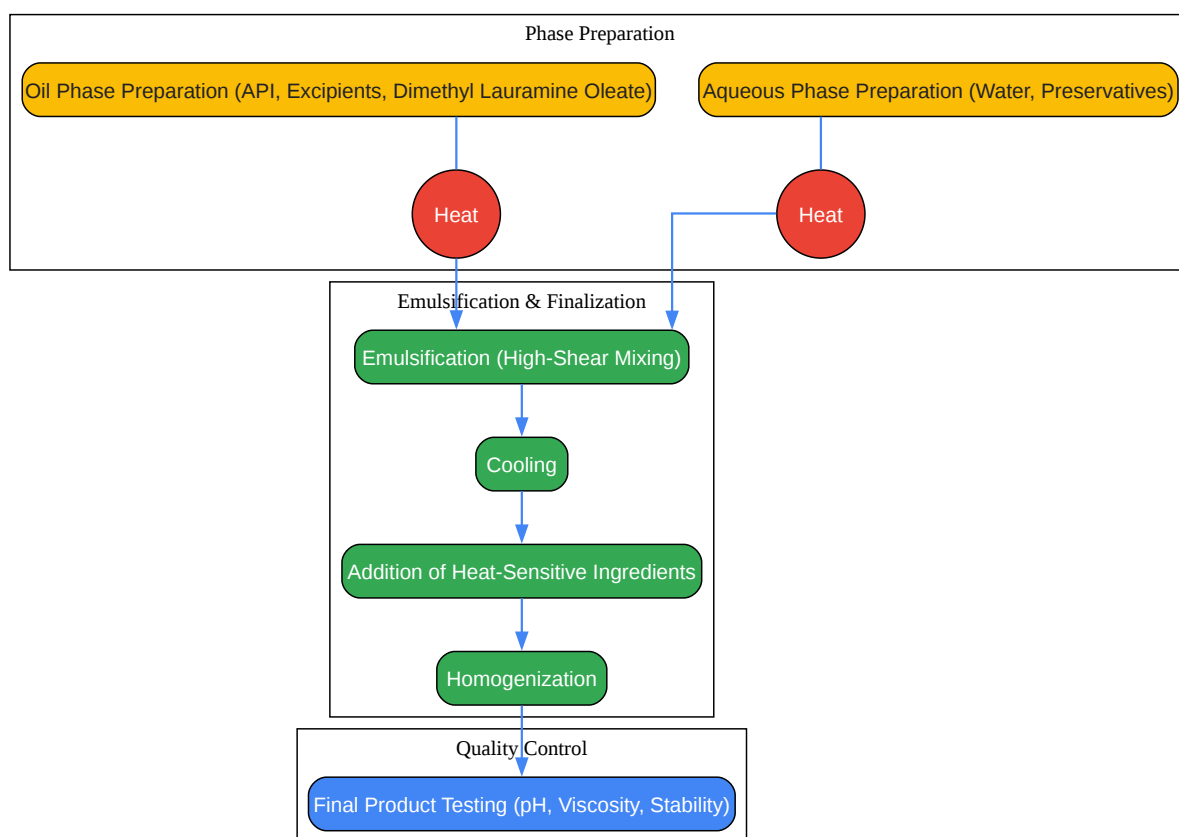 Phase Preparation
Oil Phase Preparation (API, Excipients, Dimethyl Lauramine Oleate)
Aqueous Phase Preparation (Water, Preservatives)
Heat
Heat
Emulsification & Finalization
Emulsification (High-Shear Mixing)
Cooling
Addition of Heat-Sensitive Ingredients
Homogenization
Quality Control
Final Product Testing (pH, Viscosity, Stability)